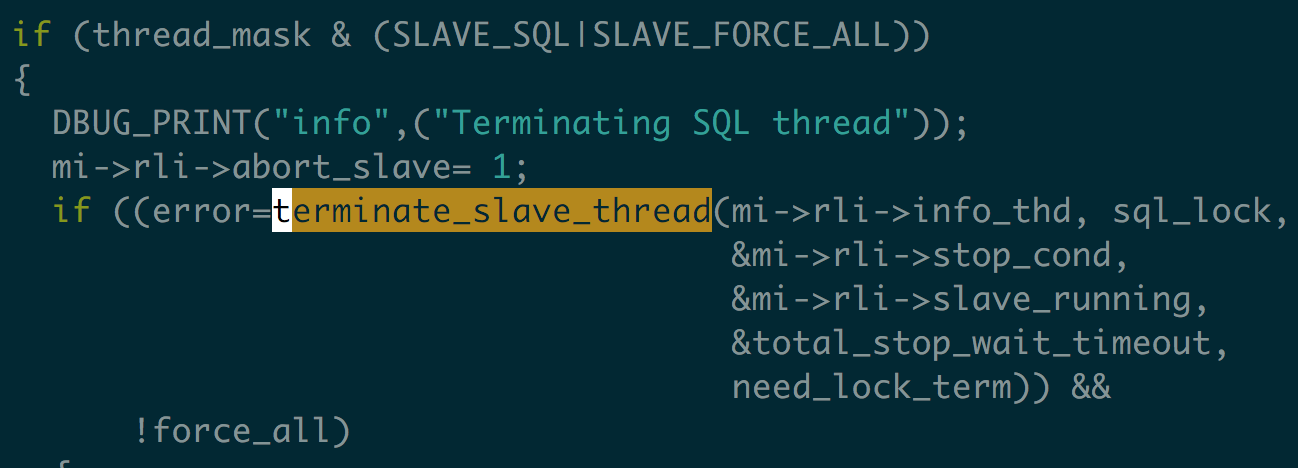 if (thread_mask & (SLAVE_SQL|SLAVE_FORCE_ALL))
{
  DBUG_PRINT("info",("Terminating SQL thread"));
  mi->rli->abort_slave= 1;
  if ((error=terminate_slave_thread(mi->rli->info_thd, sql_lock,
                                    &mi->rli->stop_cond,
                                    &mi->rli->slave_running,
                                    &total_stop_wait_timeout,
                                    need_lock_term)) &&
      !force_all)
  {